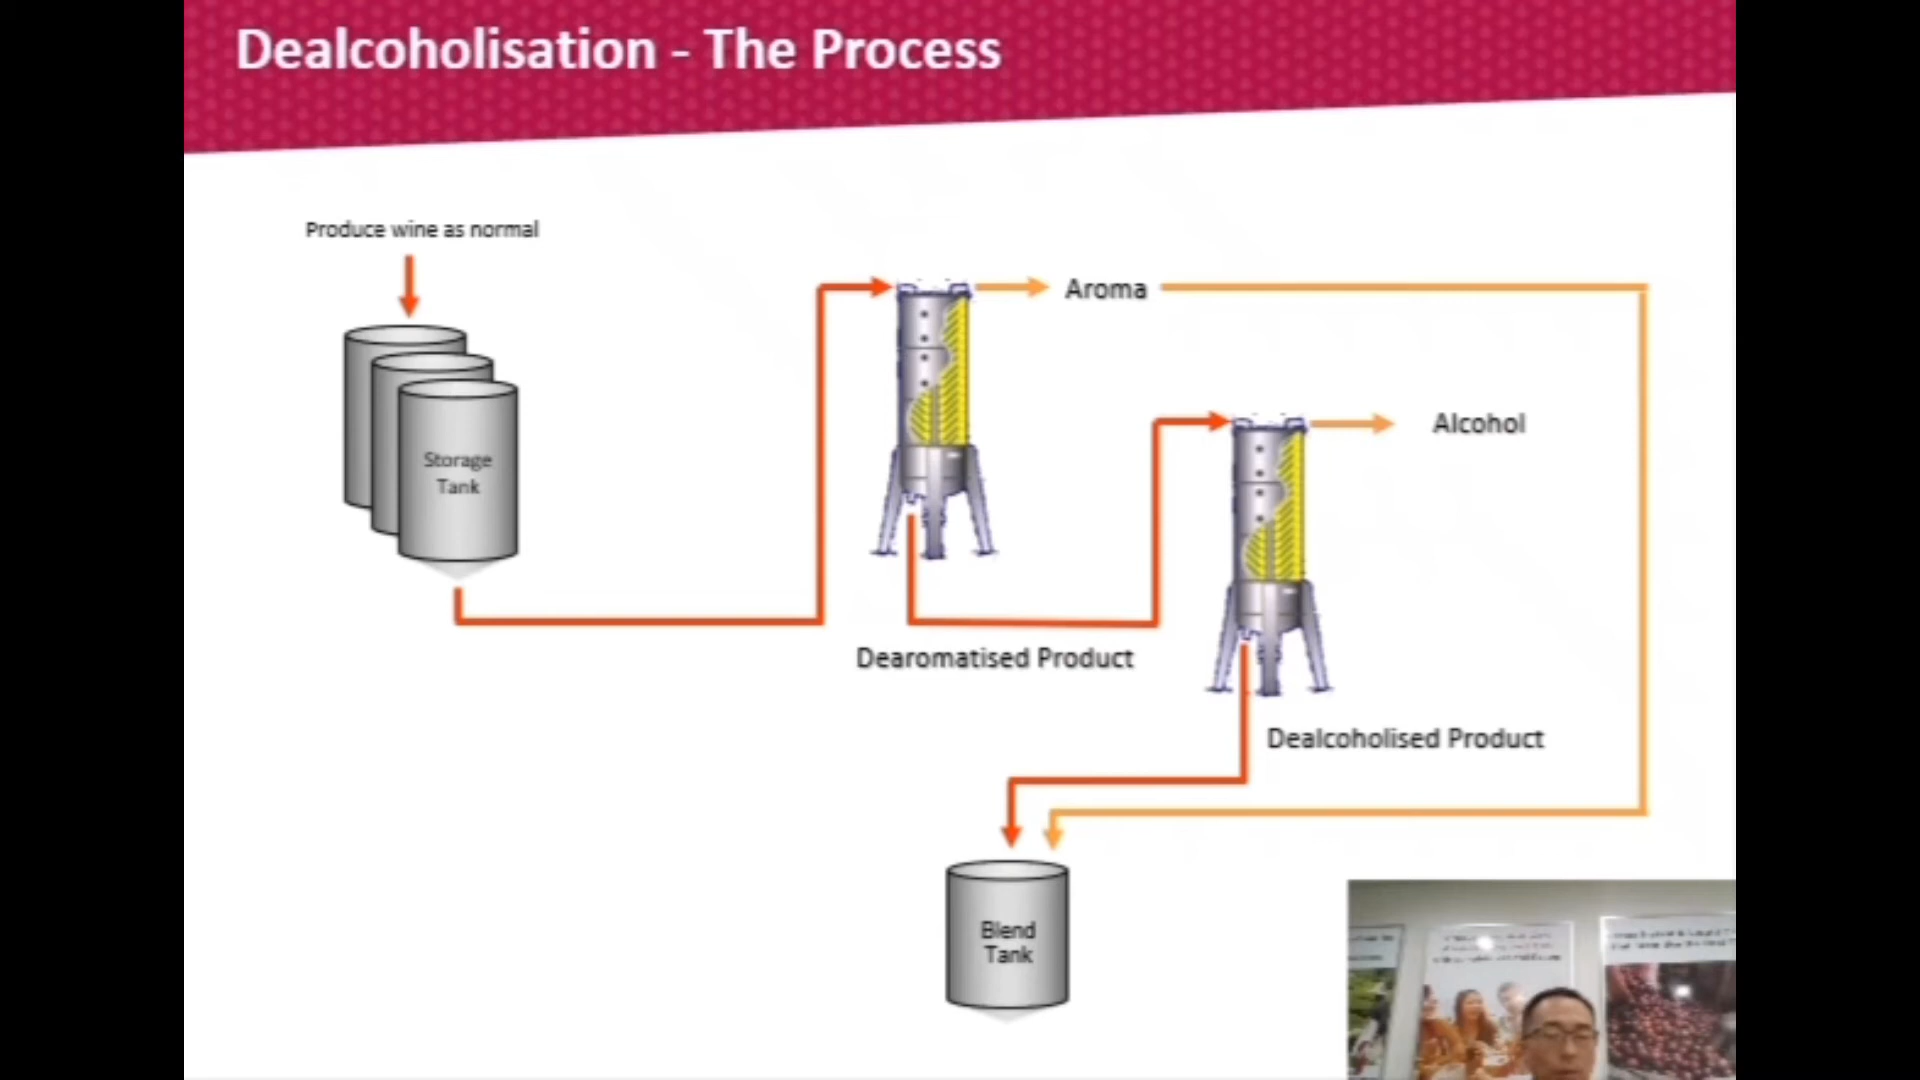 Dealcoholisation - The Process
Produce wine as normal
Aroma
Alcohol
Storage
Tank
Dearomatised Product
Dealcoholised Product
Blend
Tank